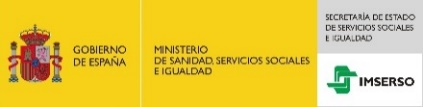 GOBIERNO
DE ESPAÑA
MINISTERIO
DE SANIDAD, SERVICIOS SOCIALES
E IGUALDAD
SECRETARÍA DE ESTADO
DE SERVICIOS SOCIALES
E IGUALDAD
IMSERSO